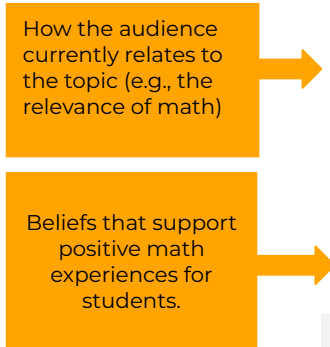 How the audience
currently relates to
the topic (e.g., the
relevance of math)
Beliefs that support
positive math
experiences for
students.